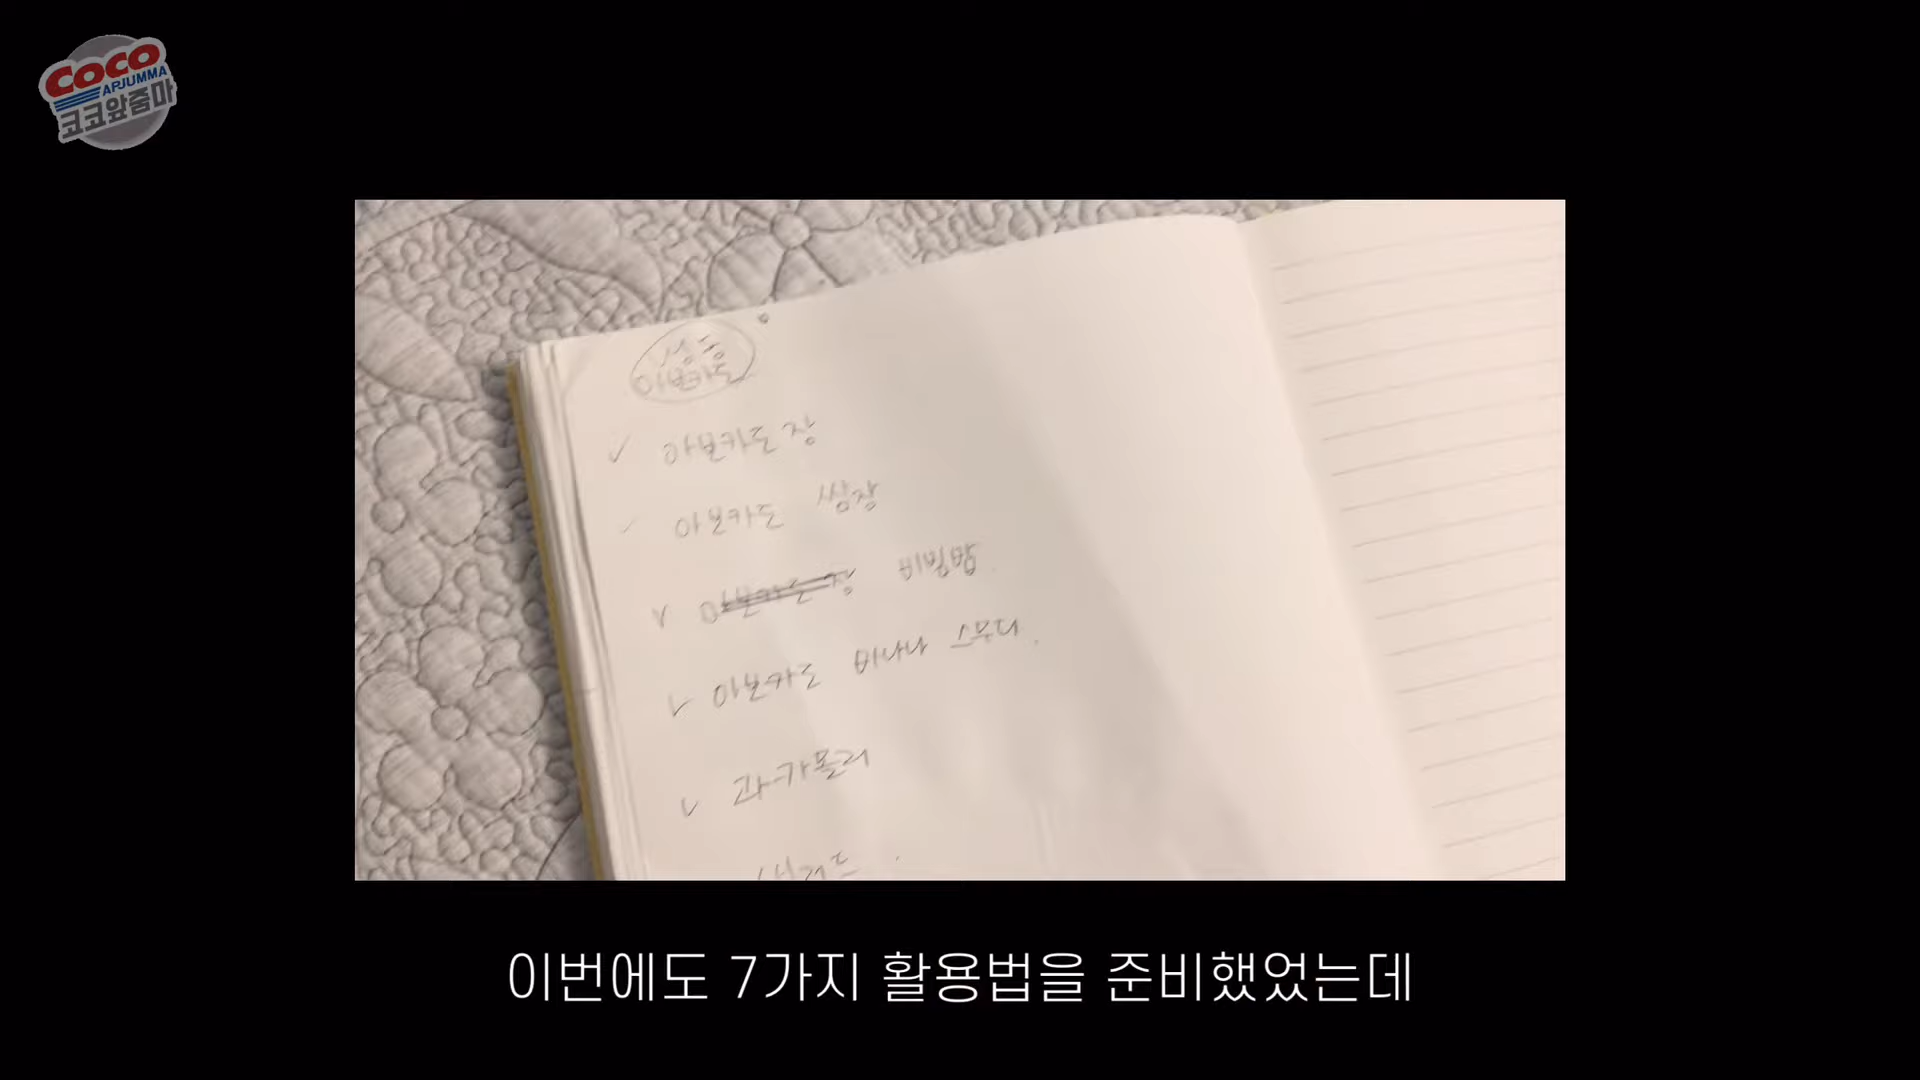 COCO
APJUMMA
코코앞줌마
냉동
아보카도
아보카도 장
아보카도 쌈장
비빔밥
아보카도 바나나 스무디
과카몰리
이번에도 7가지 활용법을 준비했었는데